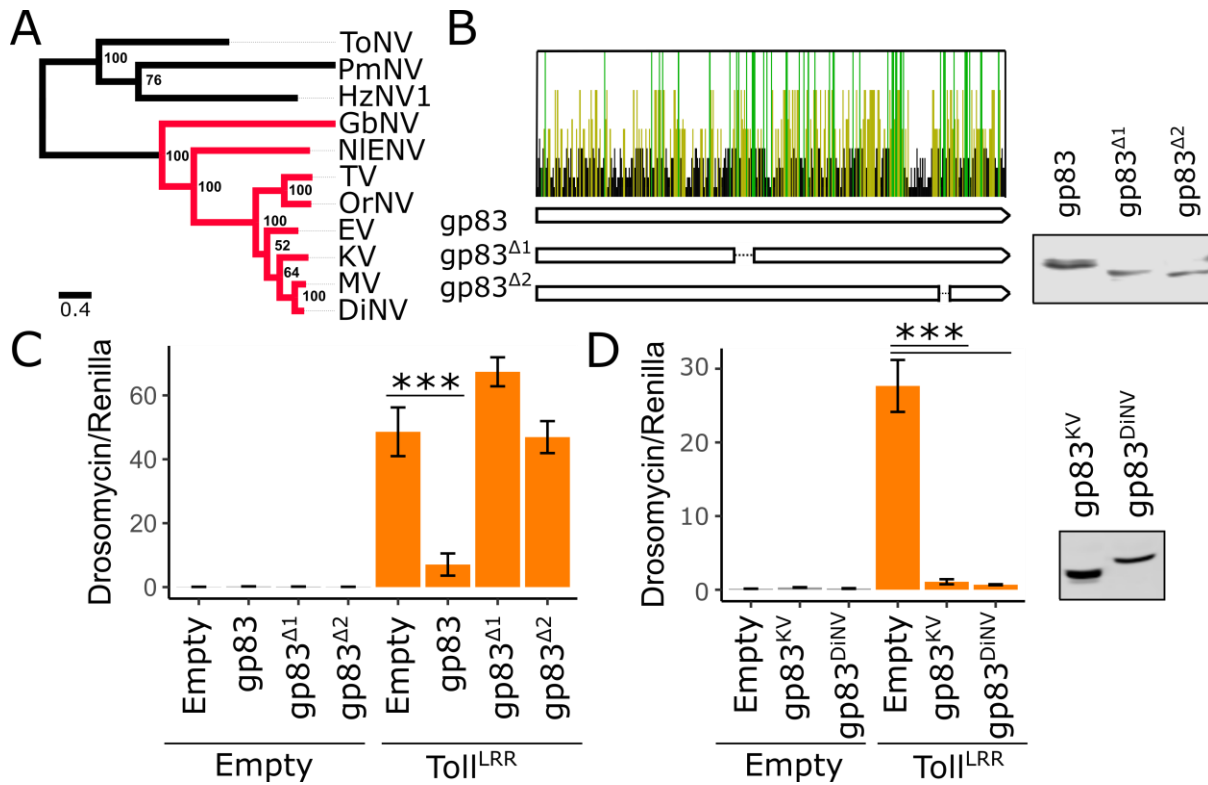 A
ToNV
PmNV
HzNV1
GbNV
NlENV
TV
OrNV
EV
KV
MV
DiNV
100
76
100
100
100
100
52
64
100
0.4
B
gp83
gp83Δ1
gp83Δ2
gp83
gp83Δ1
gp83Δ2
C
Drosomycin/Renilla
60
40
20
0
***
Empty
gp83
gp83Δ1
gp83Δ2
Empty
gp83
gp83Δ1
gp83Δ2
Empty
TollLRR
D
Drosomycin/Renilla
30
20
10
0
***
Empty
gp83KV
gp83DiNV
Empty
gp83KV
gp83DiNV
Empty
TollLRR
gp83KV
gp83DiNV